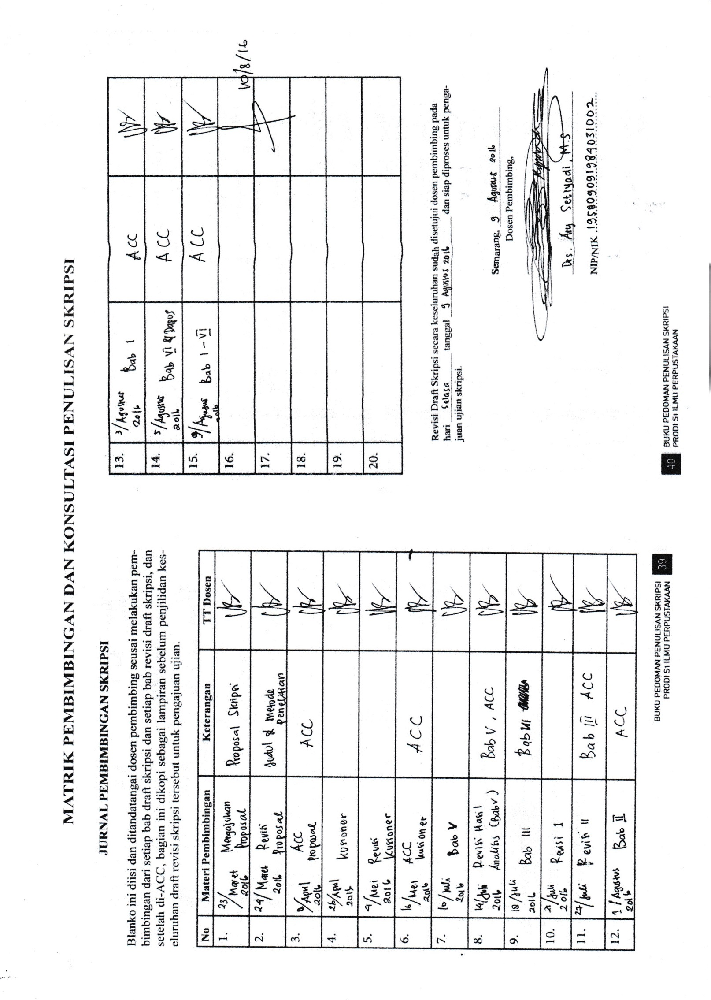 MATRIK PEMBIMBINGAN DAN KONSULTASI PENULISAN SKRIPSI
JURNAL PEMBIMBINGAN SKRIPSI
Blanko ini diisi dan ditandatangai dosen pembimbing seusai melakukan pem-
bimbingan dari setiap bab draft skripsi dan setiap bab revisi draft skripsi, dan
setelah di-ACC, bagian ini dikopi sebagai lampiran sebelum penjilidan kes-
eluruhan draft revisi skripsi tersebut untuk pengajuan ujian.
No Materi Pembimbingan Keterangan TT Dosen
1. 23/ Maret 2016 Mengajukan Proposal Proposal Skripsi
2. 24/ Maret 2016 Revisi Proposal Judul & Metode Penelitian
3. /April 2016 ACC Proposal ACC
4. 26/April 2016 Kusioner
5. 4/Mei 2016 Revisi Kusioner
6. 16/Mei 2016 ACC Kusioner ACC
7. 10/Juli 2016 Bab V
8. 14/Juli 2016 Revisi Hasil Analisis (Bab V) Bab V, ACC
9. 18/Juli 2016 Bab III Bab III
10. 21/Juli 2016 Revisi 1
11. 27/Juli Revisi II Bab III ACC
12. 1/Agustus 2016 Bab II ACC
BUKU PEDOMAN PENULISAN SKRIPSI
PRODI S1 ILMU PERPUSTAKAAN
39
13. 3/Agustus 2016 Bab 1 ACC
14. 5/Agustus 2016 Bab VI & Dapus ACC
15. 9/Agustus 2016 Bab 1 - VI ACC
16.
10/8/16
17.
18.
19.
20.
Revisi Draft Skripsi secara keseluruhan sudah disetujui dosen pembimbing pada
hari Selasa tanggal 9 Agustus 2016 dan siap diproses untuk penga-
juan ujian skripsi.
Semarang, 9 Agustus 2016
Dosen Pembimbing,
Drs. Ary Setiyadi, M.S
NIP/NIK 195809091984031002
40
BUKU PEDOMAN PENULISAN SKRIPSI
PRODI S1 ILMU PERPUSTAKAAN